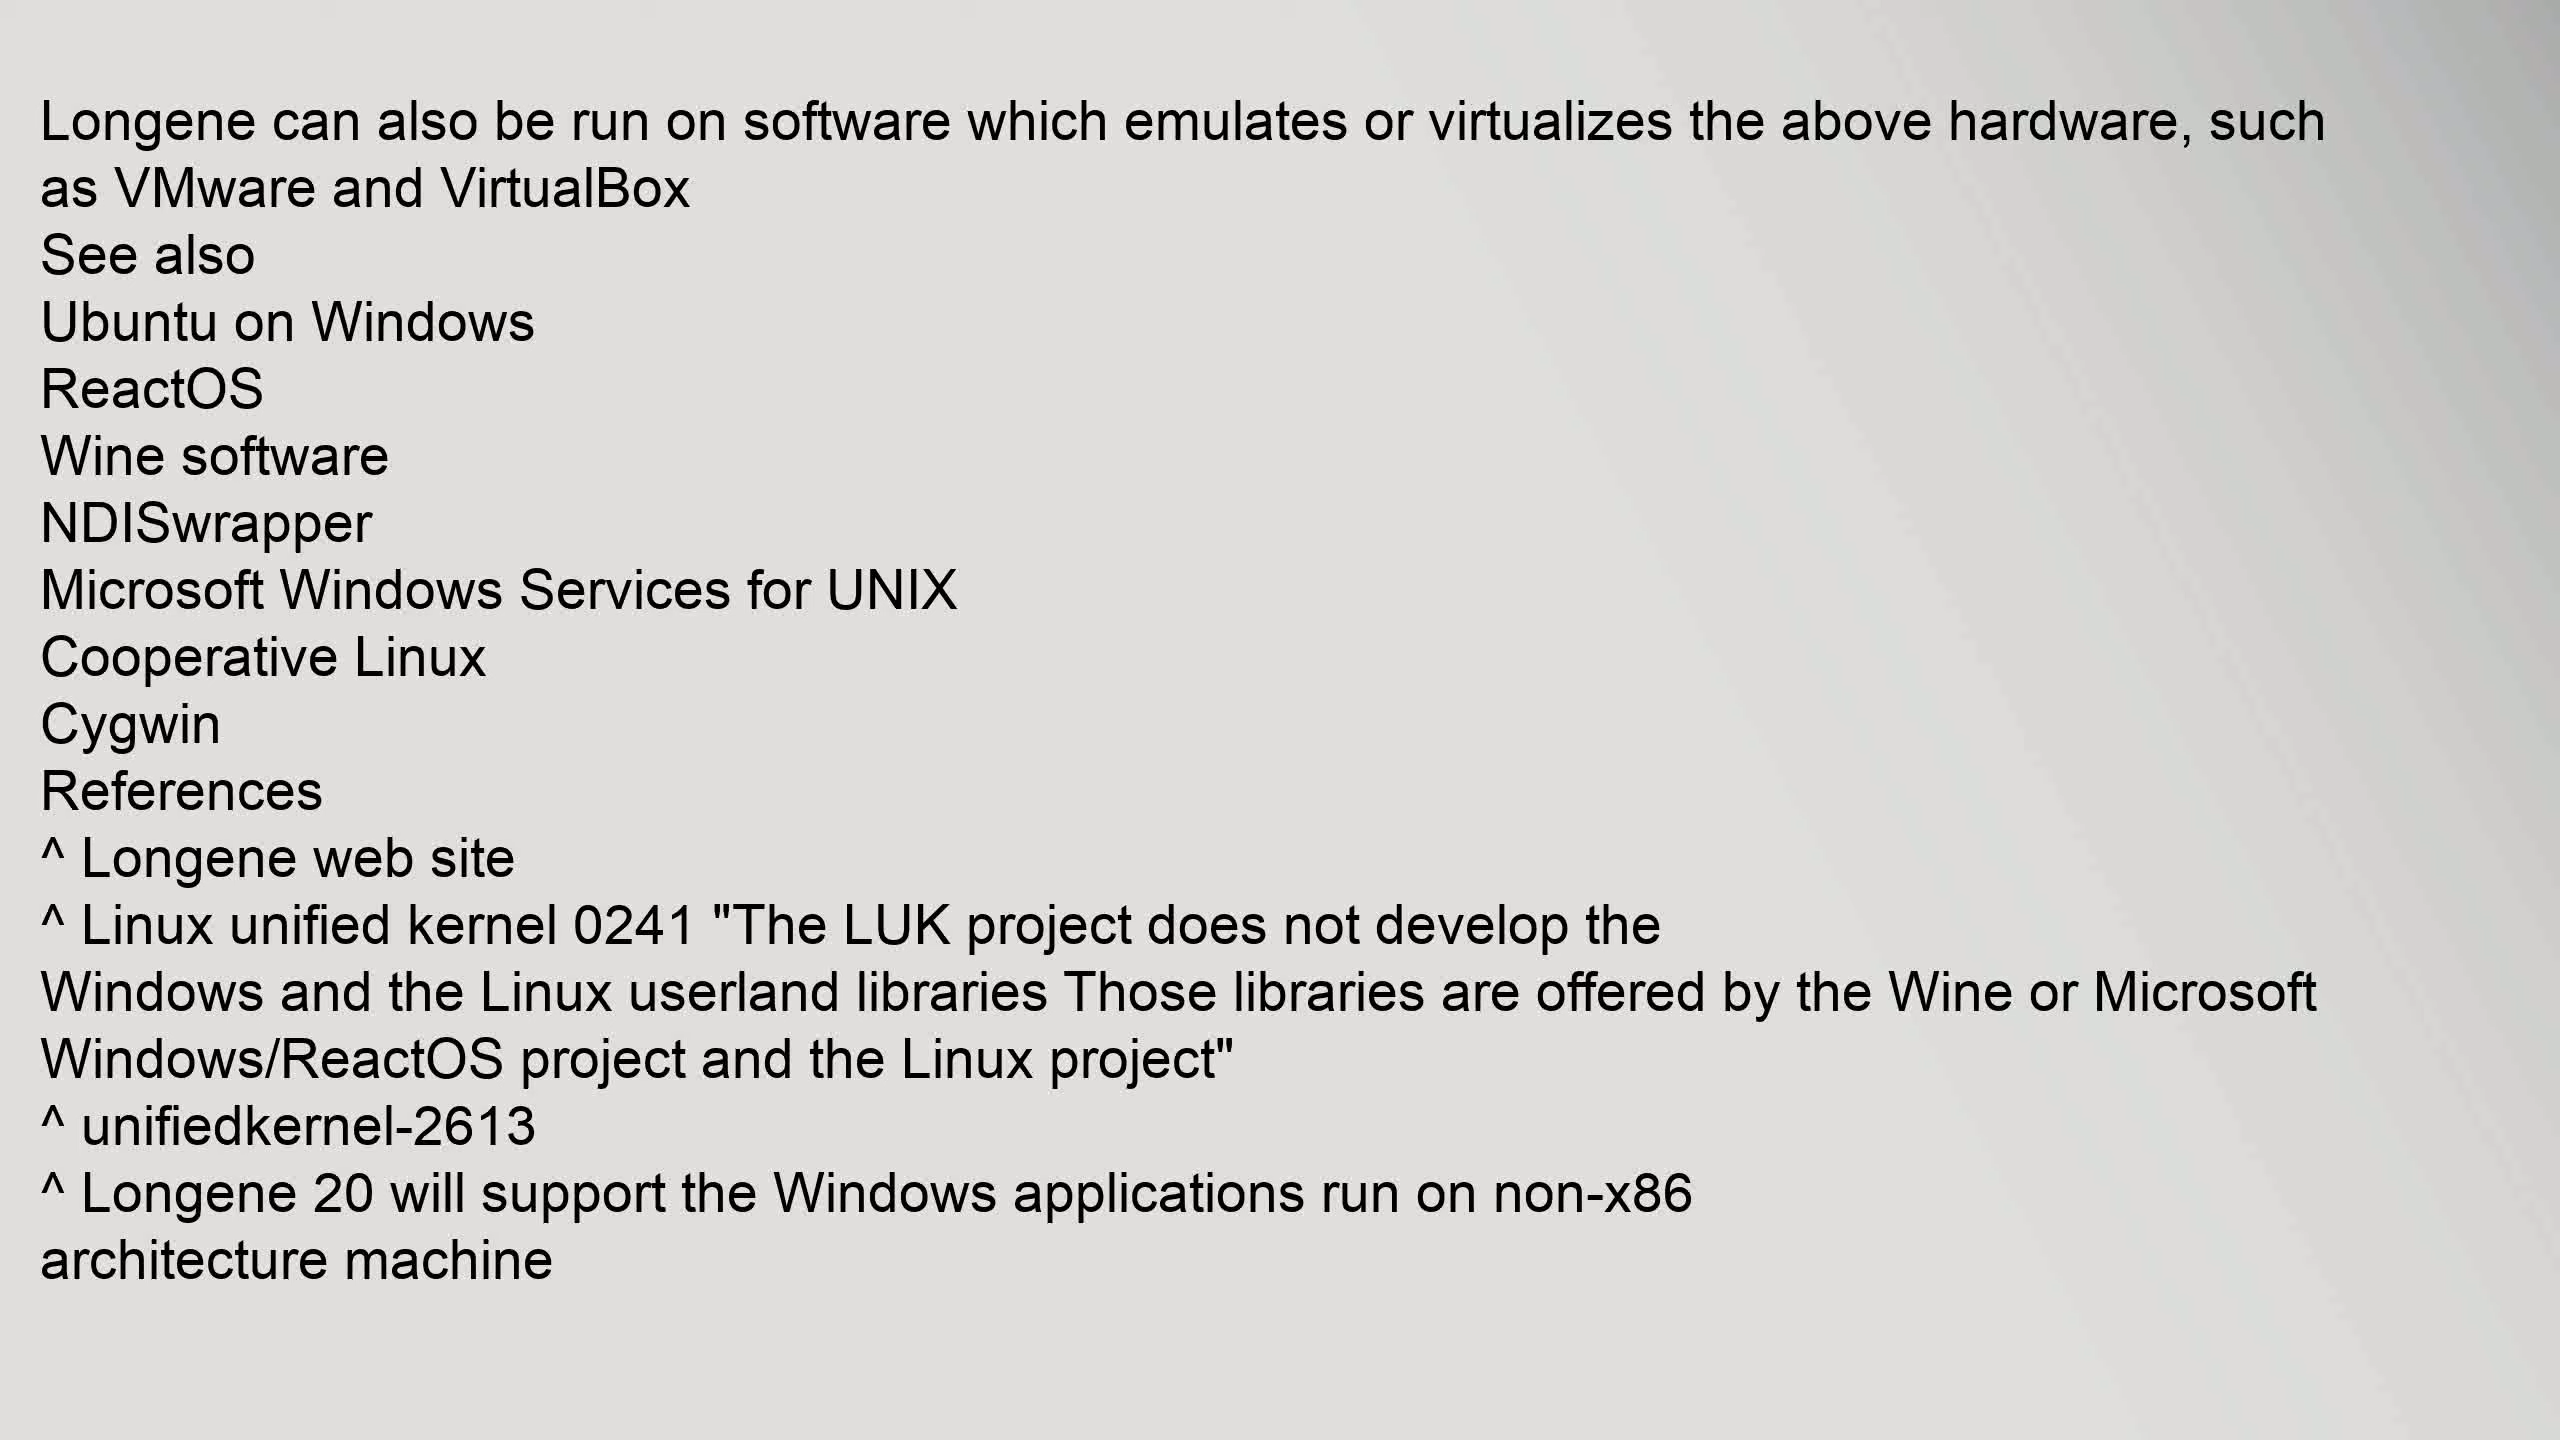 Longene can also be run on software which emulates or virtualizes the above hardware, such
as VMware and VirtualBox
See also
Ubuntu on Windows
ReactOS
Wine software
NDISwrapper
Microsoft Windows Services for UNIX
Cooperative Linux
Cygwin
References
^ Longene web site
^ Linux unified kernel 0241 "The LUK project does not develop the
Windows and the Linux userland libraries Those libraries are offered by the Wine or Microsoft
Windows/ReactOS project and the Linux project"
^ unifiedkernel-2613
^ Longene 20 will support the Windows applications run on non-x86
architecture machine